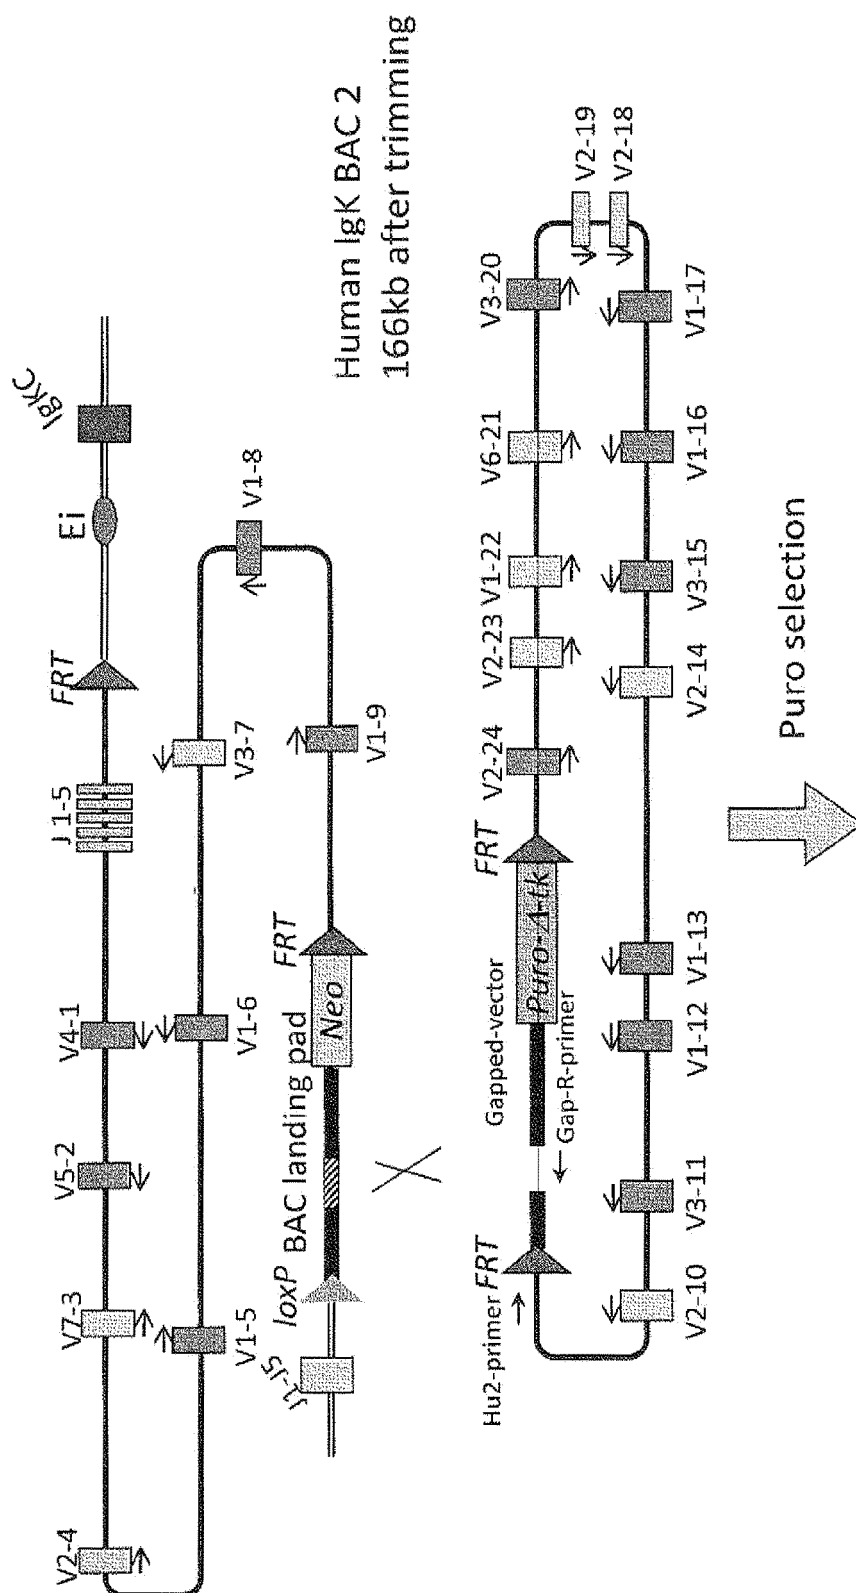 V2-4
V7-3
V5-2
V4-1
J 1-5
FRT
Ei
IgKC
V1-5
V1-6
V3-7
V1-8
J1-J5
loxP
BAC landing pad
Neo
FRT
V1-9
Human IgK BAC 2
166kb after trimming
Hu2-primer
FRT
Gapped-vector
Gap-R-primer
Puro-Δ-tk
FRT
V2-24
V2-23
V1-22
V6-21
V3-20
V2-19
V2-18
V2-10
V3-11
V1-12
V1-13
V2-14
V3-15
V1-16
V1-17
Puro selection